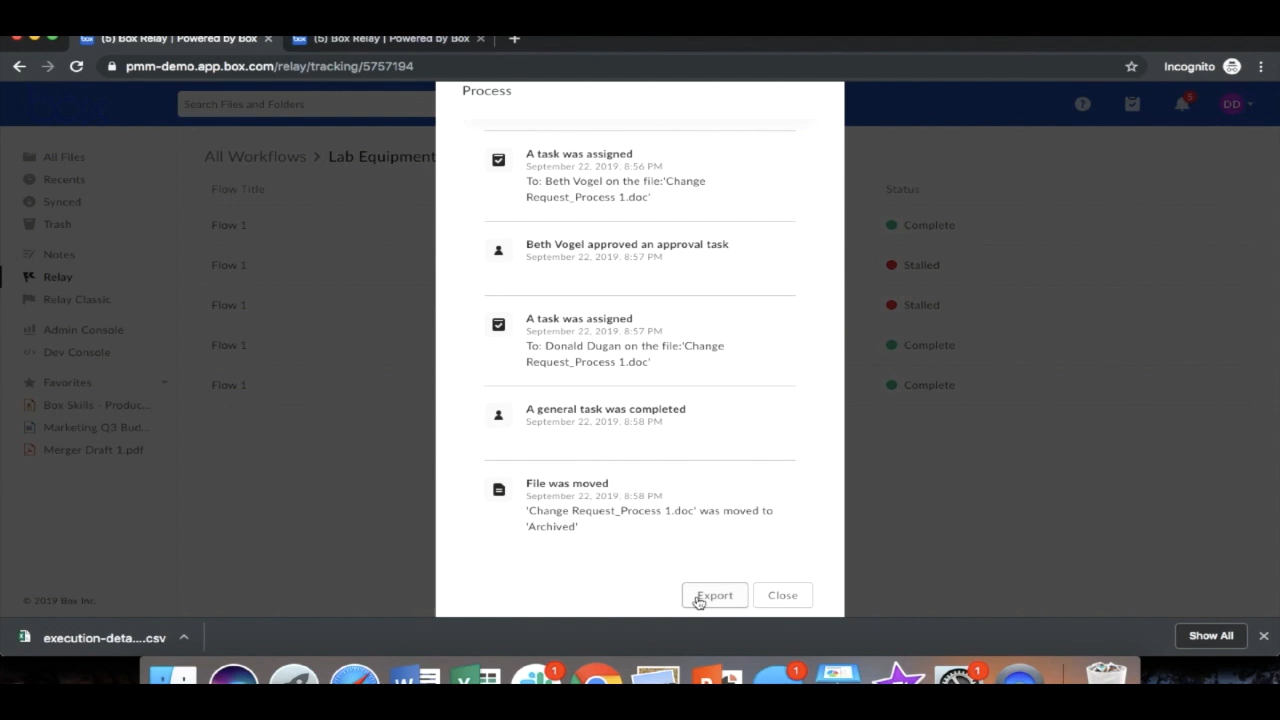 (5) Box Relay | Powered by Box
(5) Box Relay | Powered by Box
pmm-demo.app.box.com/relay/tracking/5757194
Incognito
Search Files and Folders
5
DD
Process
All Files
Recents
Synced
Trash
Notes
Relay
Relay Classic
Admin Console
Dev Console
Favorites
Box Skills - Produc...
Marketing Q3 Bud...
Merger Draft 1.pdf
© 2019 Box Inc.
All Workflows > Lab Equipment
Flow Title
Status
Flow 1
Complete
Flow 1
Stalled
Flow 1
Stalled
Flow 1
Complete
Flow 1
Complete
A task was assigned
September 22, 2019, 8:56 PM
To: Beth Vogel on the file:'Change
Request_Process 1.doc'
Beth Vogel approved an approval task
September 22, 2019, 8:57 PM
A task was assigned
September 22, 2019, 8:57 PM
To: Donald Dugan on the file:'Change
Request_Process 1.doc'
A general task was completed
September 22, 2019, 8:58 PM
File was moved
September 22, 2019, 8:58 PM
'Change Request_Process 1.doc' was moved to
'Archived'
Export
Close
execution-deta....csv
Show All
1
1
1